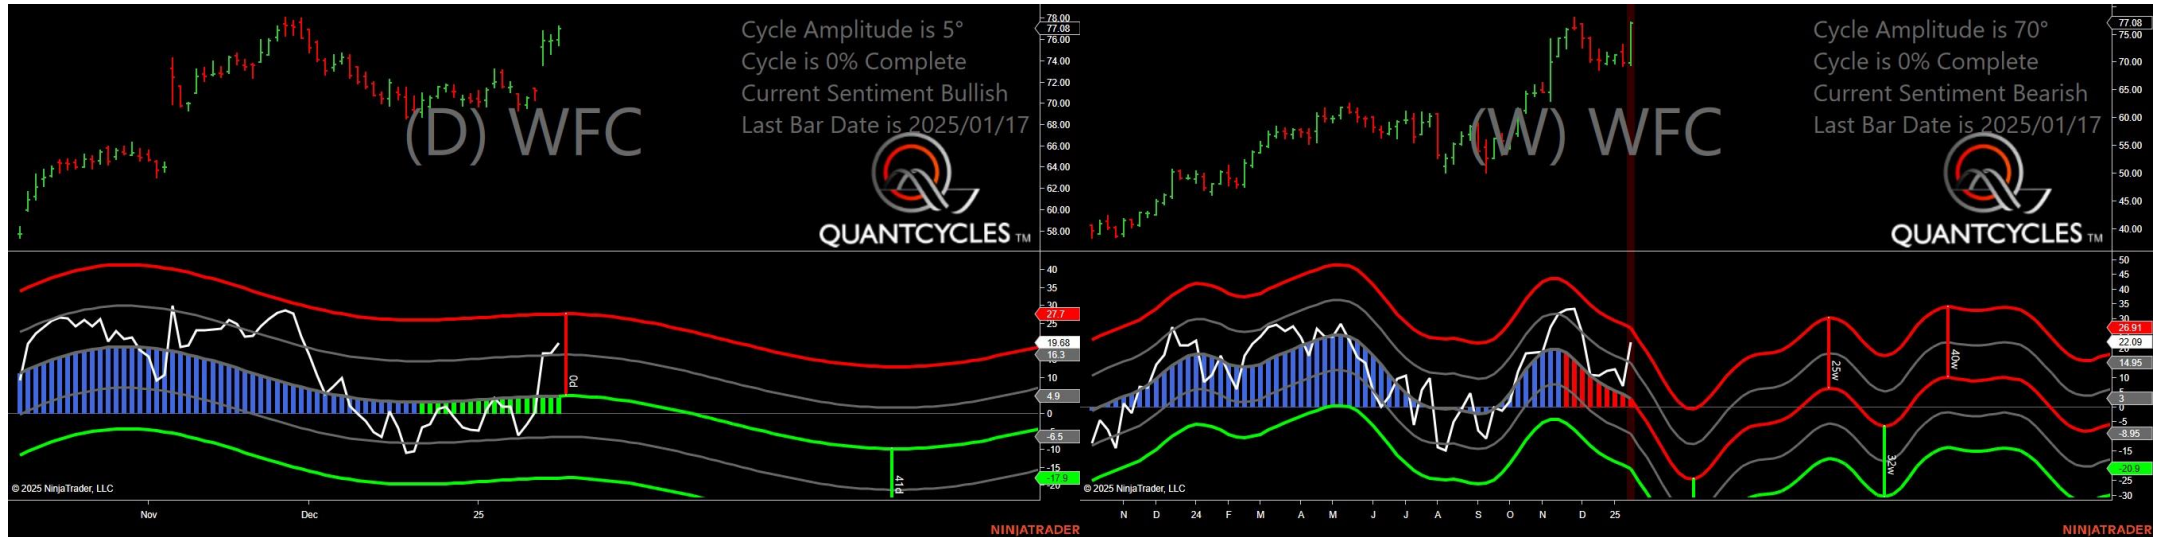 Cycle Amplitude is 5°
Cycle is 0% Complete
Current Sentiment Bullish
Last Bar Date is 2025/01/17
(D) WFC
QUANTCYCLES TM
78.00
77.08
76.00
74.00
72.00
70.00
68.00
66.00
64.00
62.00
60.00
58.00
40
35
30
27.7
25
19.68
16.3
10
4.9
0
-6.5
-10
-15
-17.9
-20
0d
41d
© 2025 NinjaTrader, LLC
Nov
Dec
25
NINJATRADER
Cycle Amplitude is 70°
Cycle is 0% Complete
Current Sentiment Bearish
Last Bar Date is 2025/01/17
(W) WFC
QUANTCYCLES TM
77.08
75.00
70.00
65.00
60.00
55.00
50.00
45.00
40.00
50
45
40
35
30
26.91
22.09
14.95
10
5
3
0
-5
-8.95
-15
-20.9
-25
-30
25w
40w
32w
© 2025 NinjaTrader, LLC
N D 24 F M A M J J A S O N D 25
NINJATRADER